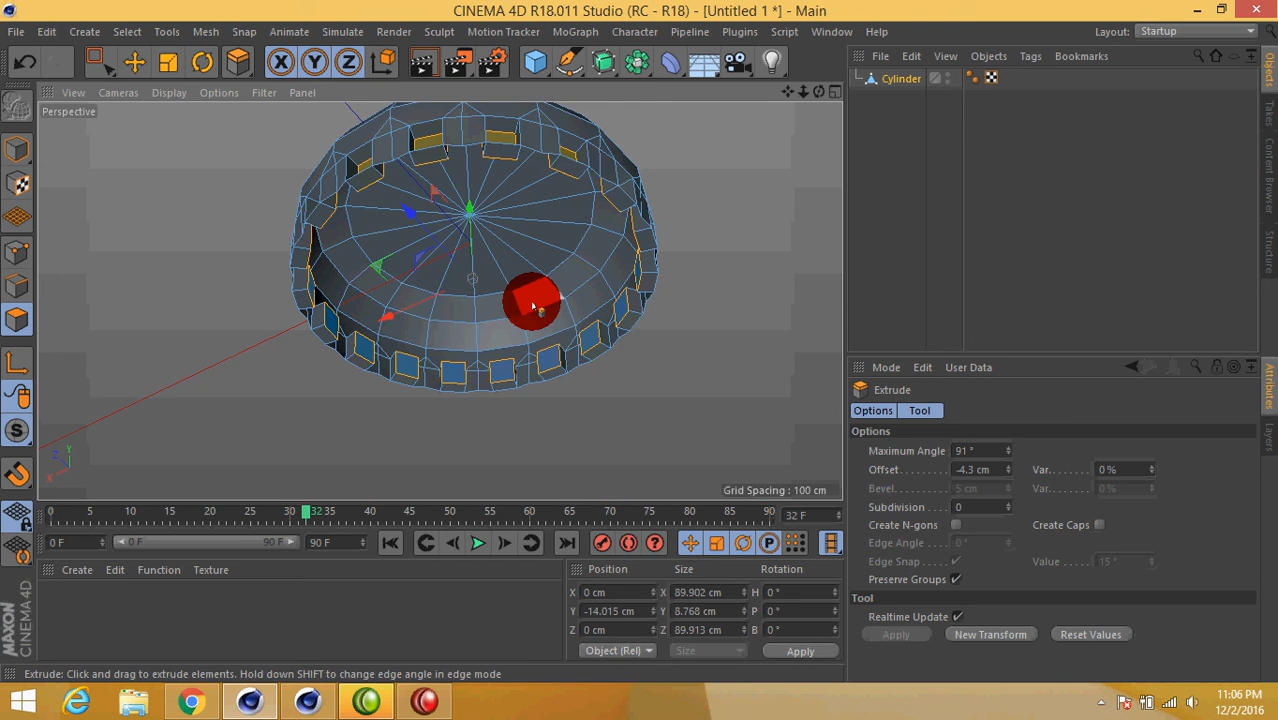 CINEMA 4D R18.011 Studio (RC - R18) - [Untitled 1 *] - Main
File Edit Create Select Tools Mesh Snap Animate Simulate Render Sculpt Motion Tracker MoGraph Character Pipeline Plugins Script Window Help Layout: Startup
X Y Z
File Edit View Objects Tags Bookmarks
Cylinder
View Cameras Display Options Filter Panel
Perspective
Grid Spacing : 100 cm
Y
Z
X
S
Objects
Takes
Content Browser
Structure
Attributes
Layers
Mode Edit User Data
Extrude
Options Tool
Options
Maximum Angle 91 °
Offset -4.3 cm Var. 0 %
Bevel 5 cm Var. 0 %
Subdivision 0
Create N-gons Create Caps
Edge Angle 0 °
Edge Snap Value 15 °
Preserve Groups
Tool
Realtime Update
Apply New Transform Reset Values
0 5 10 15 20 25 30 32 35 40 45 50 55 60 65 70 75 80 85 90 32 F
0 F 0 F 90 F 90 F
Create Edit Function Texture
Position Size Rotation
X 0 cm X 89.902 cm H 0 °
Y -14.015 cm Y 8.768 cm P 0 °
Z 0 cm Z 89.913 cm B 0 °
Object (Rel) Size Apply
MAXON
CINEMA 4D
Extrude: Click and drag to extrude elements. Hold down SHIFT to change edge angle in edge mode
11:06 PM
12/2/2016